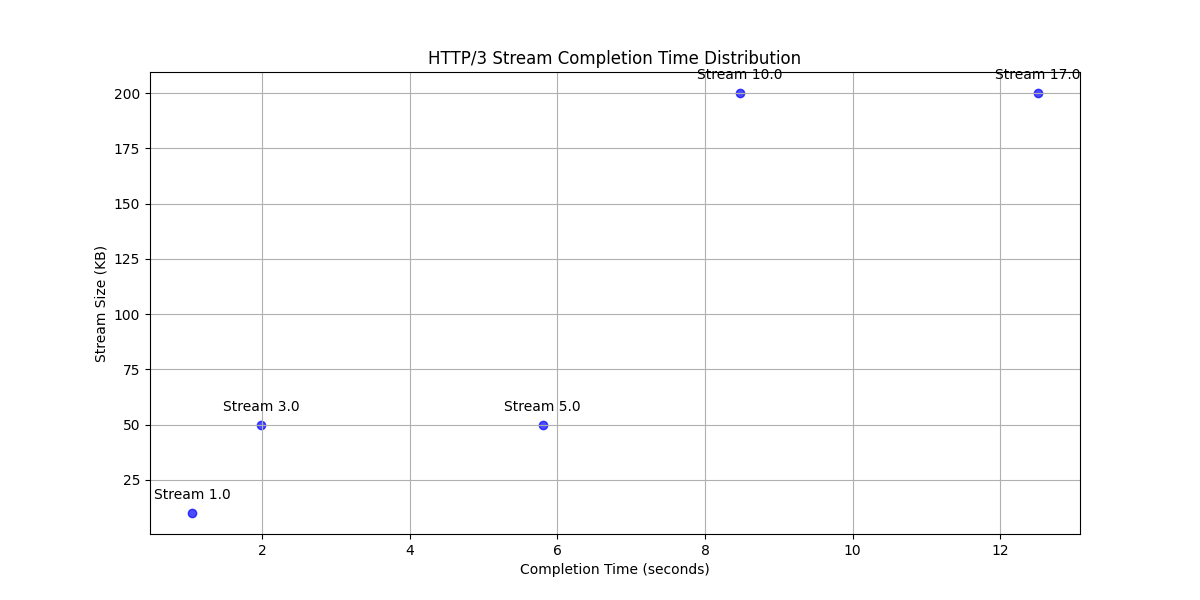 HTTP/3 Stream Completion Time Distribution
Stream 10.0
Stream 17.0
200
175
150
125
100
75
50
25
Stream Size (KB)
Stream 3.0
Stream 5.0
Stream 1.0
2
4
6
8
10
12
Completion Time (seconds)